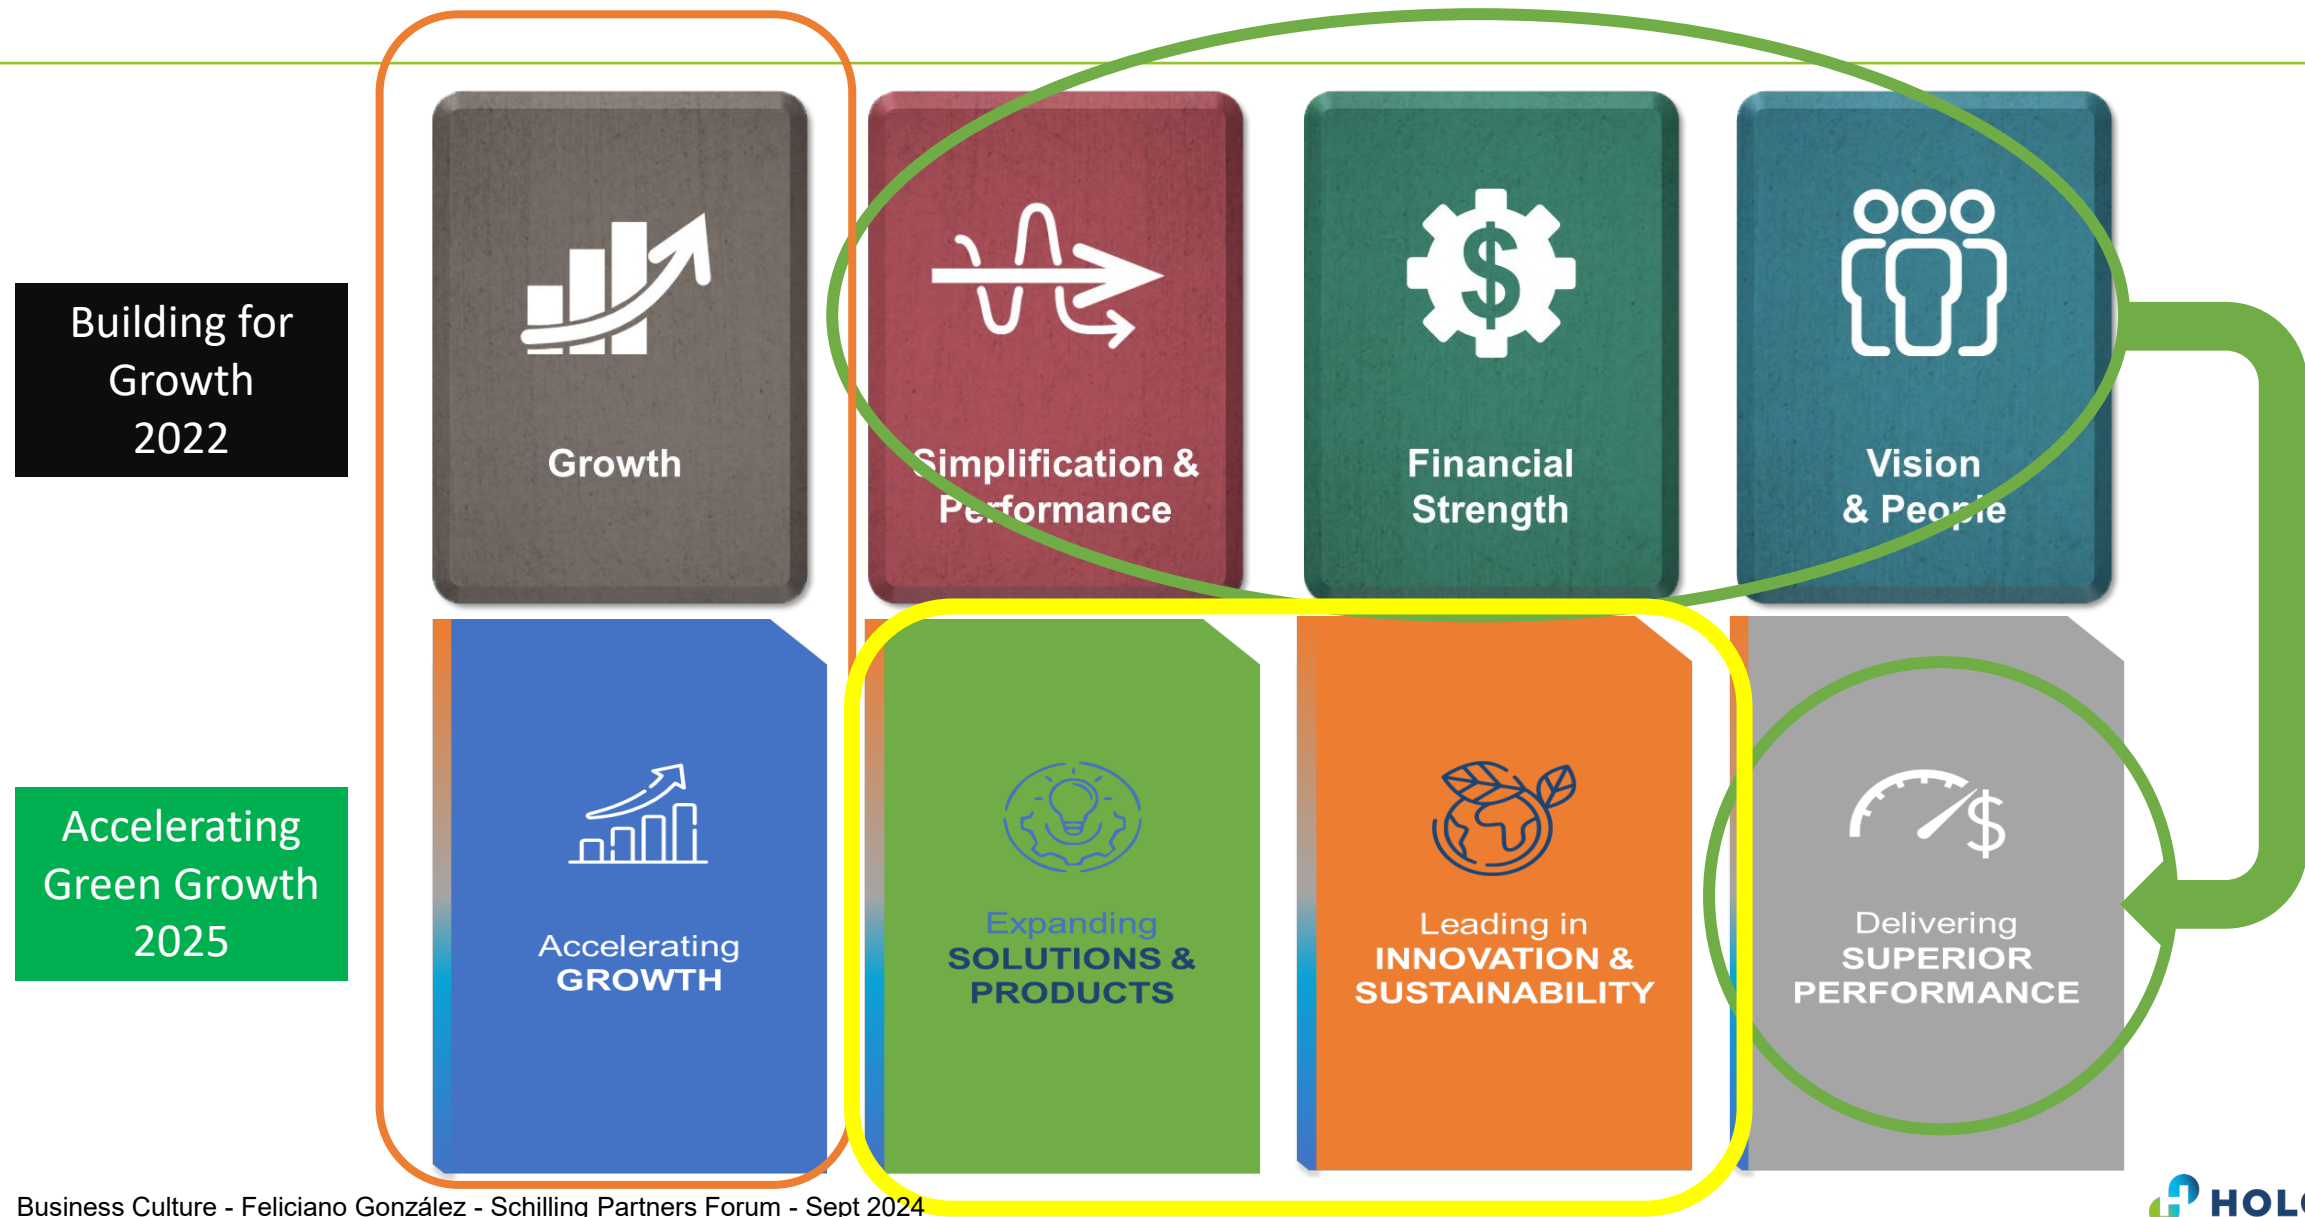 Building for
Growth
2022
Growth
Simplification &
Performance
Financial
Strength
Vision
& People
Accelerating
Green Growth
2025
Accelerating
GROWTH
Expanding
SOLUTIONS &
PRODUCTS
Leading in
INNOVATION &
SUSTAINABILITY
Delivering
SUPERIOR
PERFORMANCE
Business Culture - Feliciano González - Schilling Partners Forum - Sept 2024